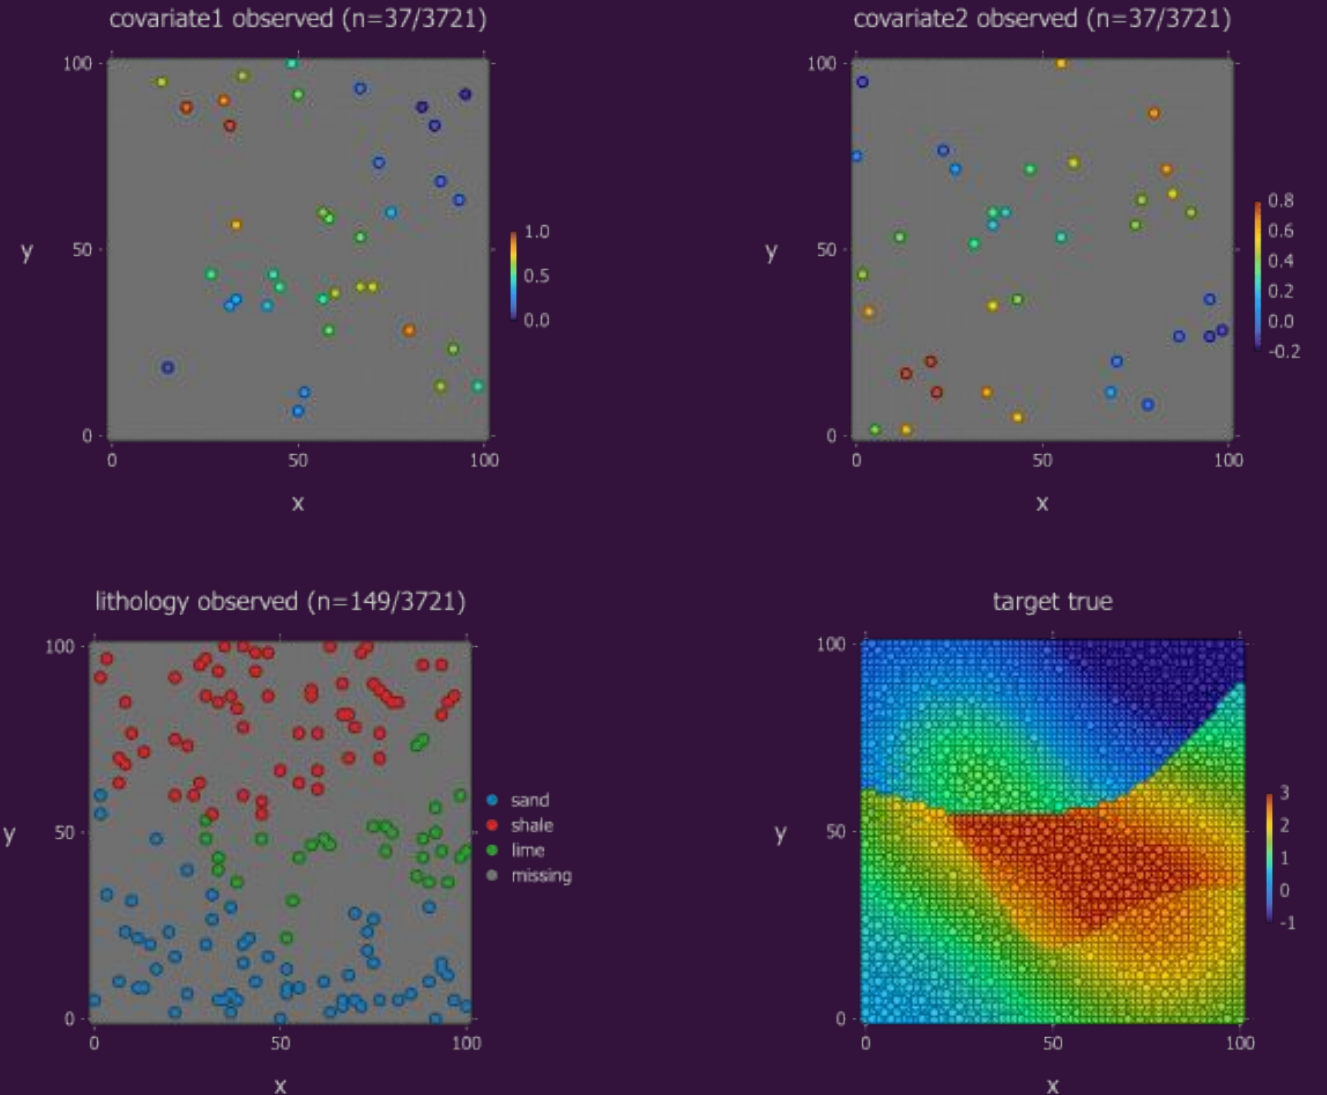 covariate1 observed (n=37/3721)
100
50
0
0
50
100
y
x
1.0
0.5
0.0
covariate2 observed (n=37/3721)
100
50
0
0
50
100
y
x
0.8
0.6
0.4
0.2
0.0
-0.2
lithology observed (n=149/3721)
100
50
0
0
50
100
y
x
sand
shale
lime
missing
target true
100
50
0
0
50
100
y
x
3
2
1
0
-1